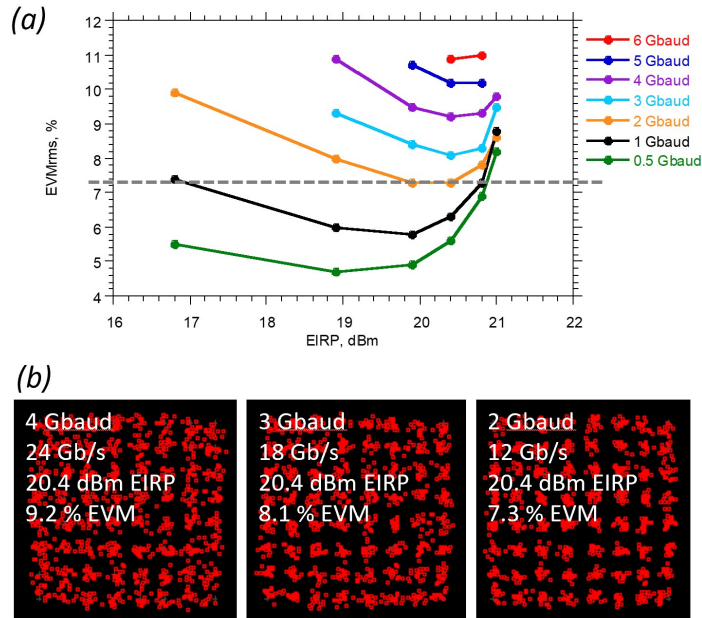 (a)
EVMrms, %
11
10
9
8
7
6
5
4
16
17
18
19
20
21
22
EIRP, dBm
6 Gbaud
5 Gbaud
4 Gbaud
3 Gbaud
2 Gbaud
1 Gbaud
0.5 Gbaud
(b)
4 Gbaud
24 Gb/s
20.4 dBm EIRP
9.2 % EVM
3 Gbaud
18 Gb/s
20.4 dBm EIRP
8.1 % EVM
2 Gbaud
12 Gb/s
20.4 dBm EIRP
7.3 % EVM